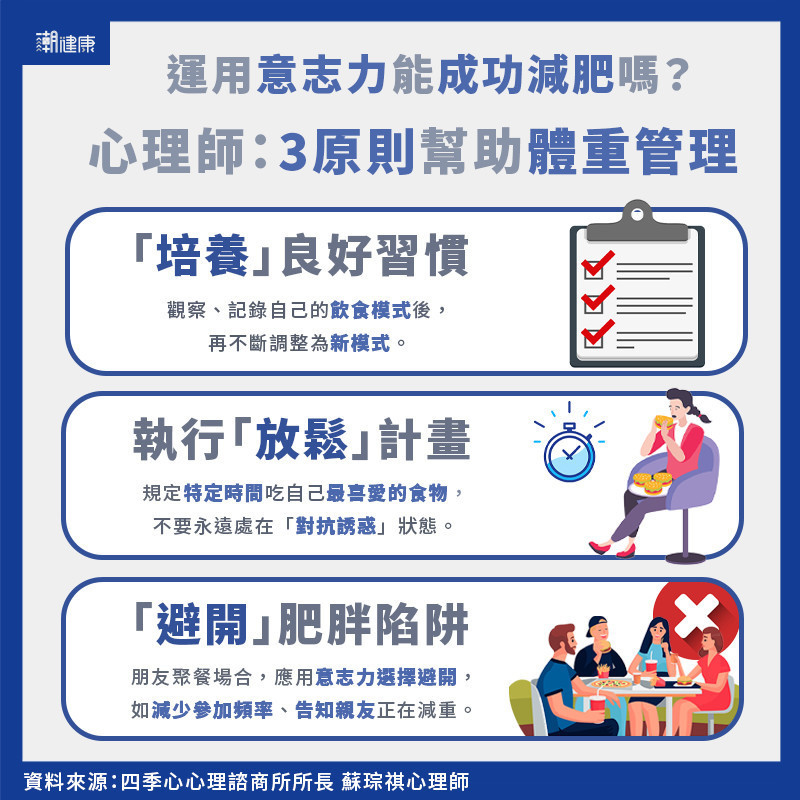 潮健康
運用意志力能成功減肥嗎？
心理師：3原則幫助體重管理
「培養」良好習慣
觀察、記錄自己的飲食模式後，
再不斷調整為新模式。
執行「放鬆」計畫
規定特定時間吃自己最喜愛的食物，
不要永遠處在「對抗誘惑」狀態。
「避開」肥胖陷阱
朋友聚餐場合，應用意志力選擇避開，
如減少參加頻率、告知親友正在減重。
資料來源：四季心心理諮商所所長 蘇琮祺心理師